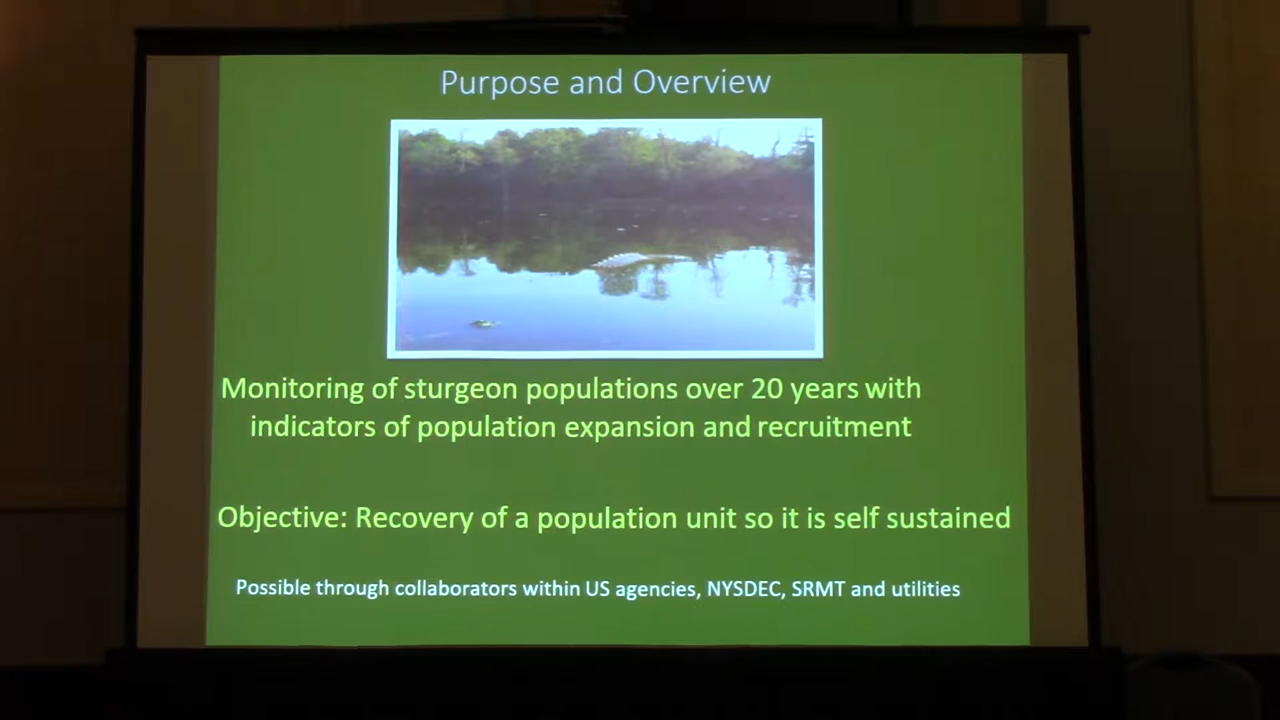 Purpose and Overview
Monitoring of sturgeon populations over 20 years with
indicators of population expansion and recruitment
Objective: Recovery of a population unit so it is self sustained
Possible through collaborators within US agencies, NYSDEC, SRMT and utilities